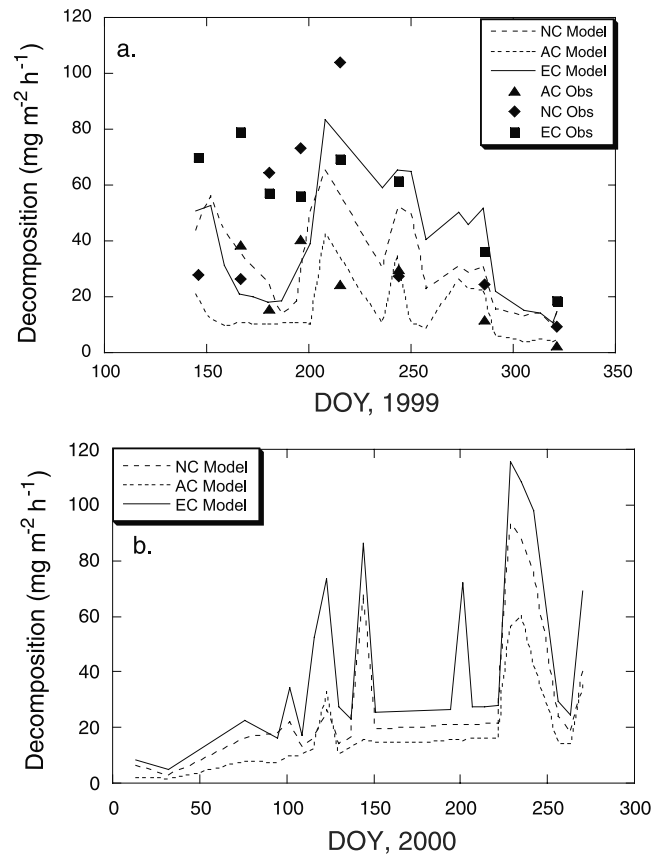 a.
NC Model
AC Model
EC Model
AC Obs
NC Obs
EC Obs
Decomposition (mg m⁻² h⁻¹)
120
100
80
60
40
20
0
100 150 200 250 300 350
DOY, 1999
b.
NC Model
AC Model
EC Model
Decomposition (mg m⁻² h⁻¹)
120
100
80
60
40
20
0
0 50 100 150 200 250 300
DOY, 2000